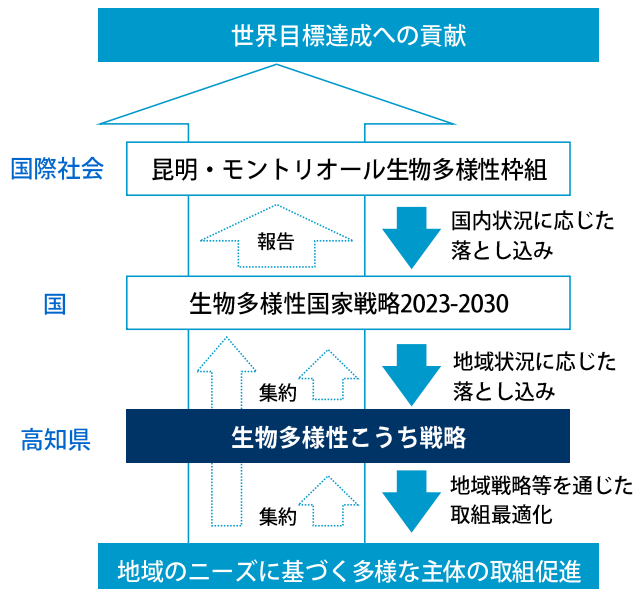 世界目標達成への貢献
国際社会
昆明・モントリオール生物多様性枠組
報告
国内状況に応じた
落とし込み
国
生物多様性国家戦略2023-2030
集約
地域状況に応じた
落とし込み
高知県
生物多様性こうち戦略
集約
地域戦略等を通じた
取組最適化
地域のニーズに基づく多様な主体の取組促進